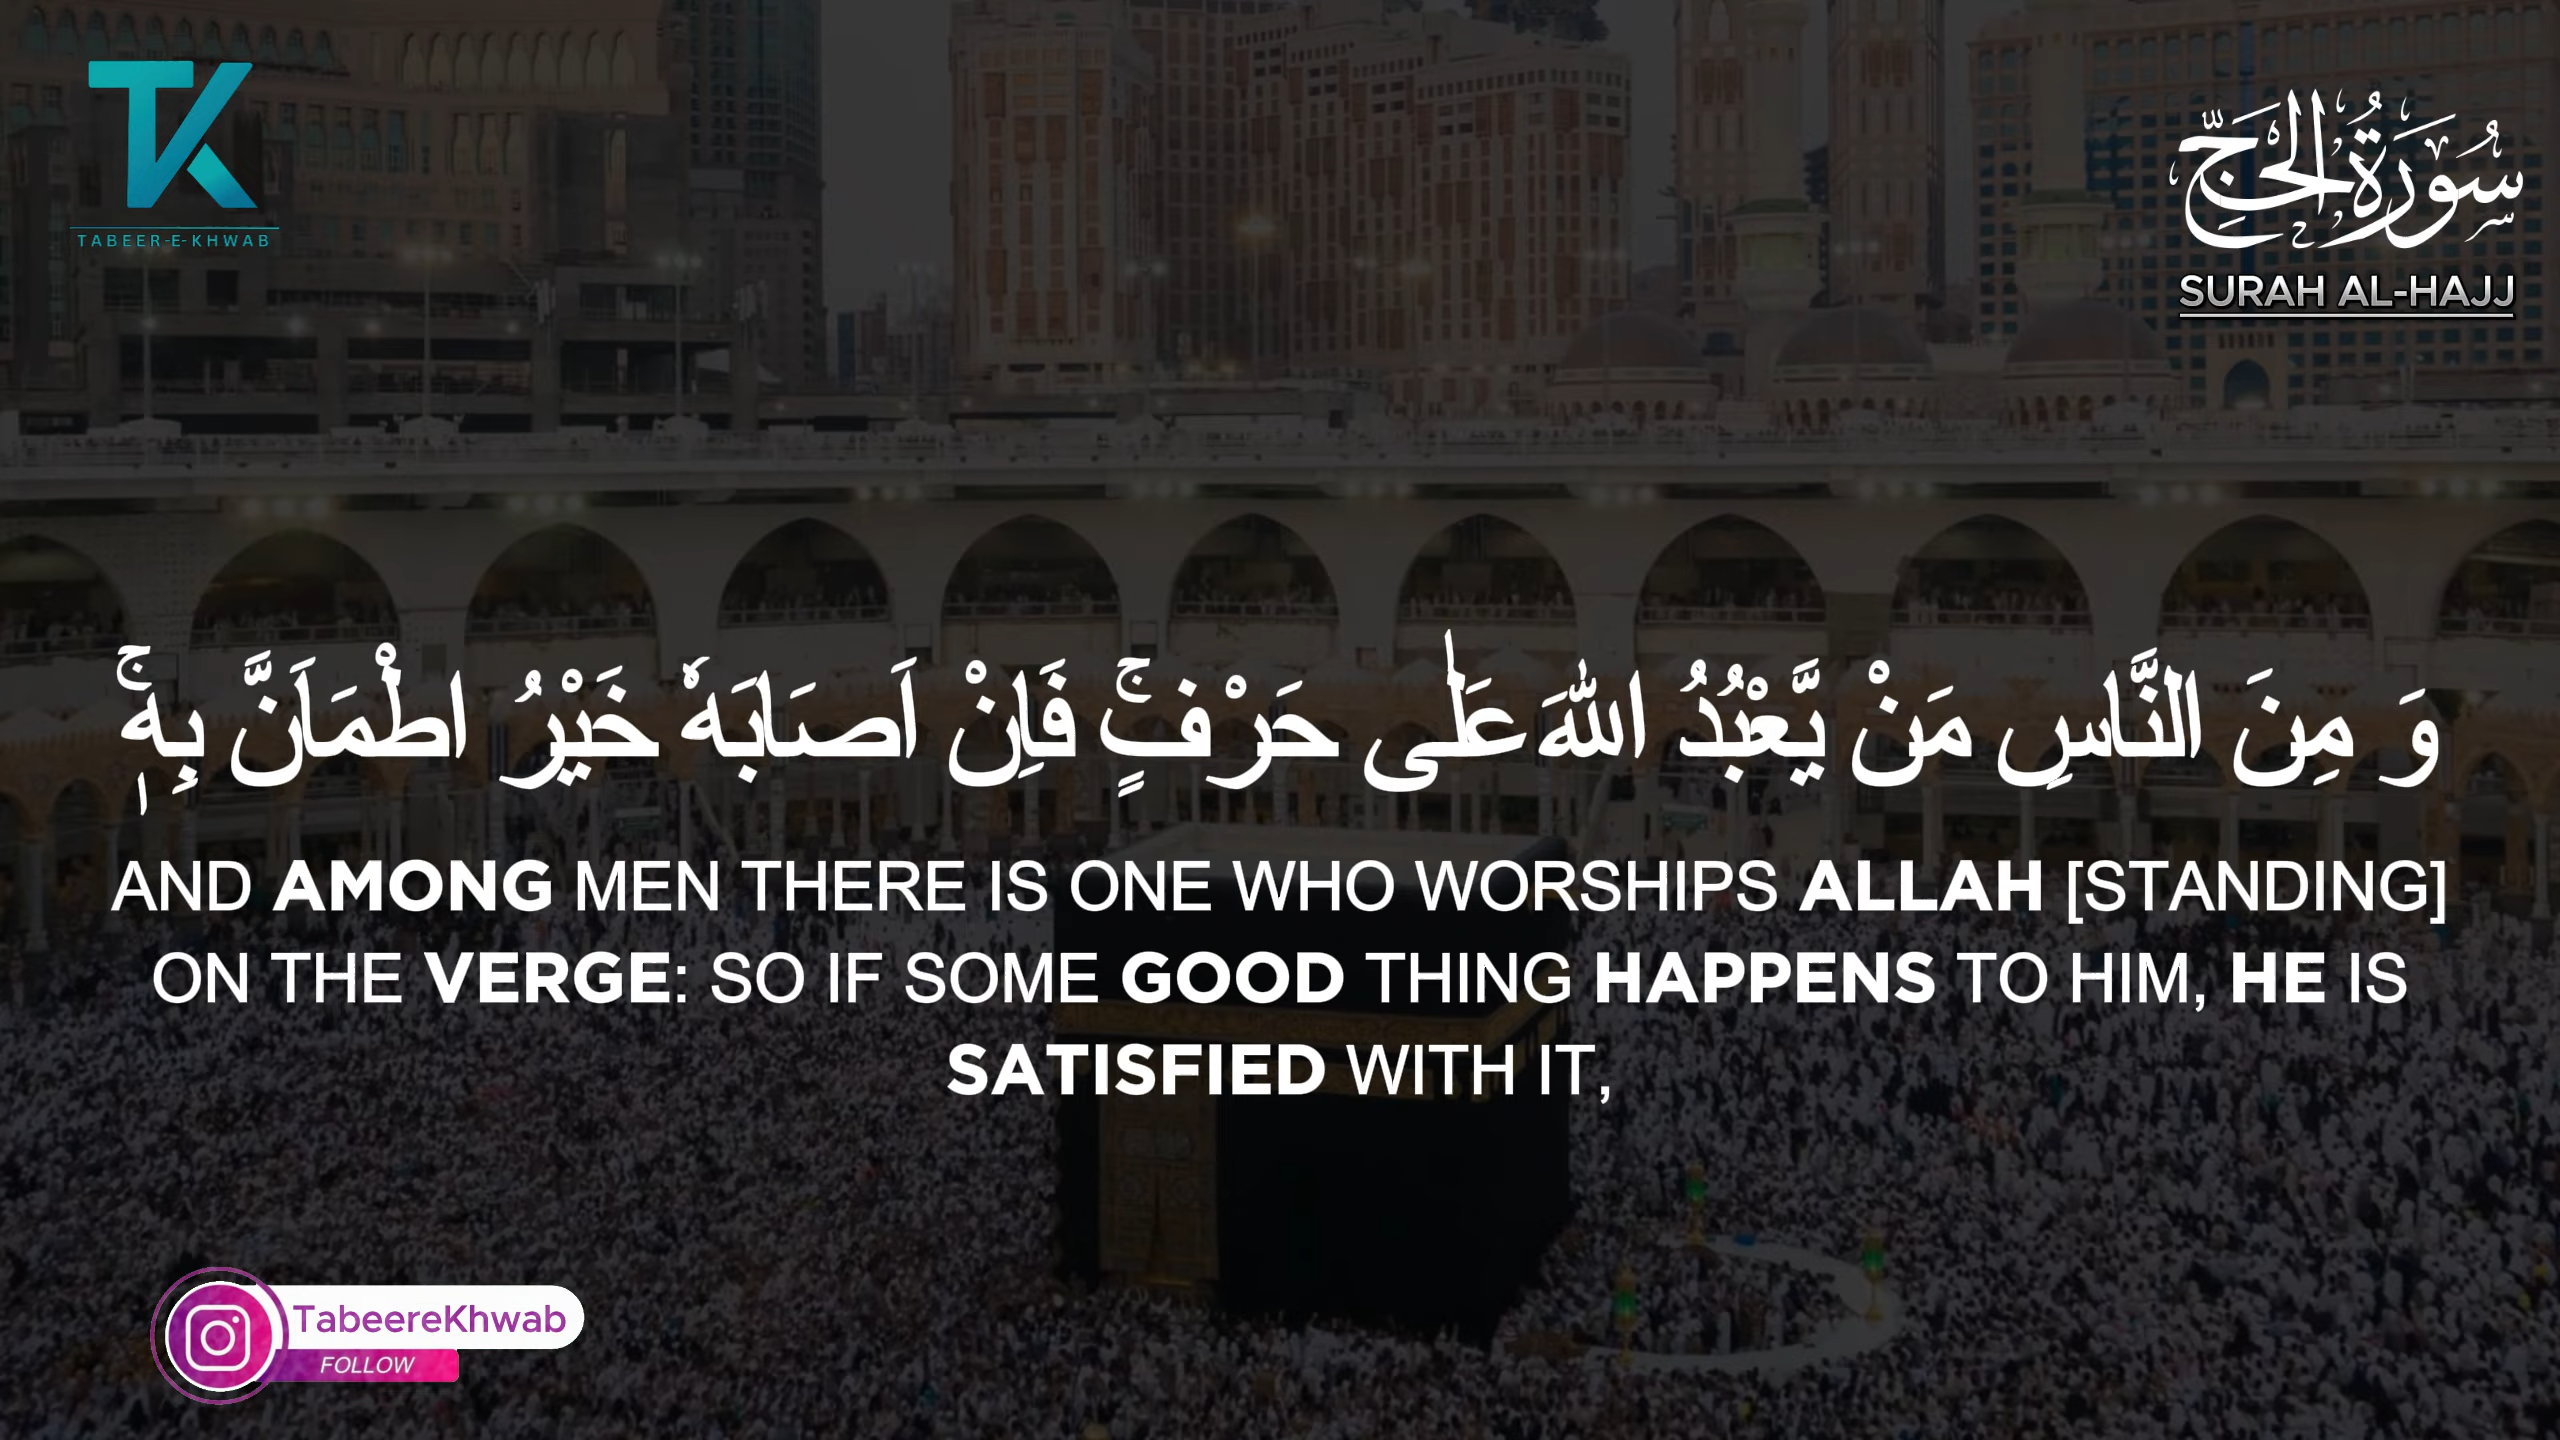 TK
TABEER-E-KHWAB
سُورَةُ الحَجِّ
SURAH AL-HAJJ
وَ مِنَ النَّاسِ مَنْ يَّعْبُدُ اللّٰهَ عَلٰى حَرْفٍۚ فَاِنْ اَصَابَهٗ خَيْرُ اطْمَاَنَّ بِهٖۚ
AND AMONG MEN THERE IS ONE WHO WORSHIPS ALLAH [STANDING]
ON THE VERGE: SO IF SOME GOOD THING HAPPENS TO HIM, HE IS
SATISFIED WITH IT,
TabeereKhwab
FOLLOW